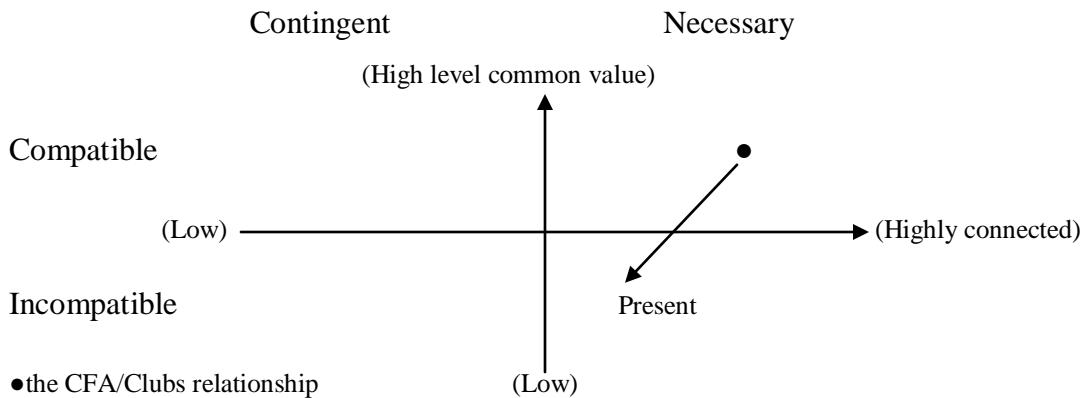 Contingent Necessary
(High level common value)
Compatible
(Low) (Highly connected)
Incompatible Present
●the CFA/Clubs relationship (Low)